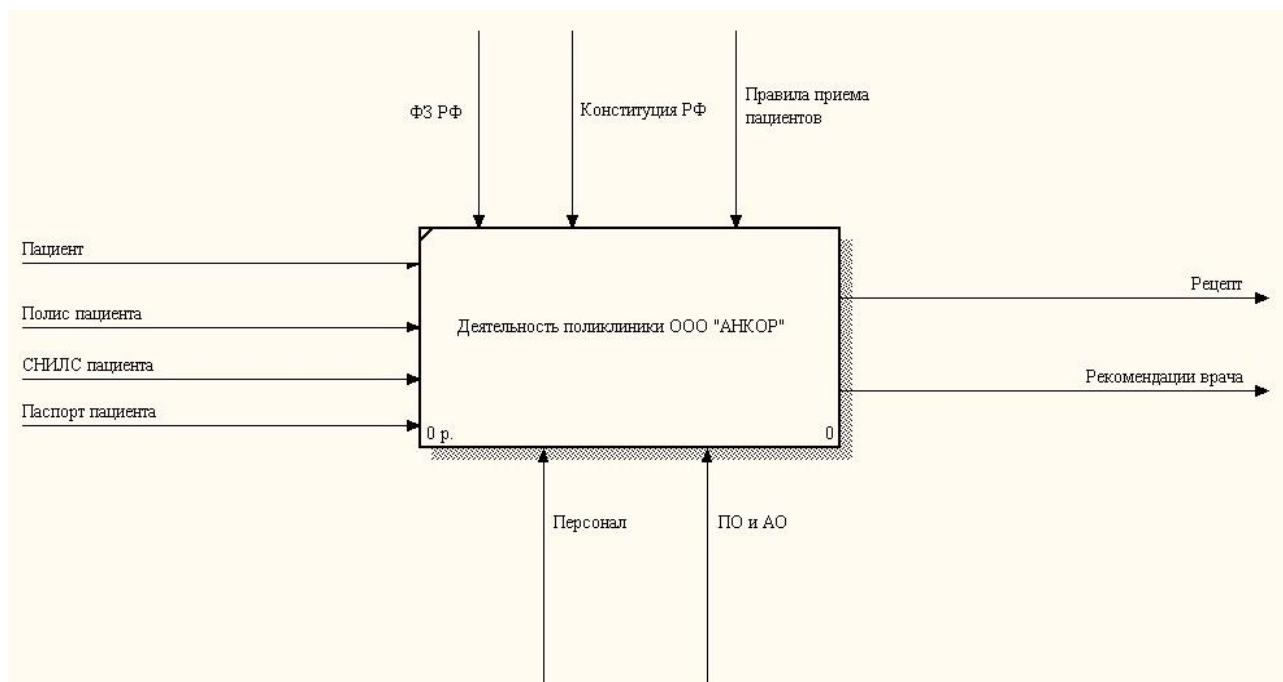 ФЗ РФ
Конституция РФ
Правила приема
пациентов
Пациент
Полис пациента
СНИЛС пациента
Паспорт пациента
Деятельность поликлиники ООО "АНКОР"
0 р.
0
Рецепт
Рекомендации врача
Персонал
ПО и АО